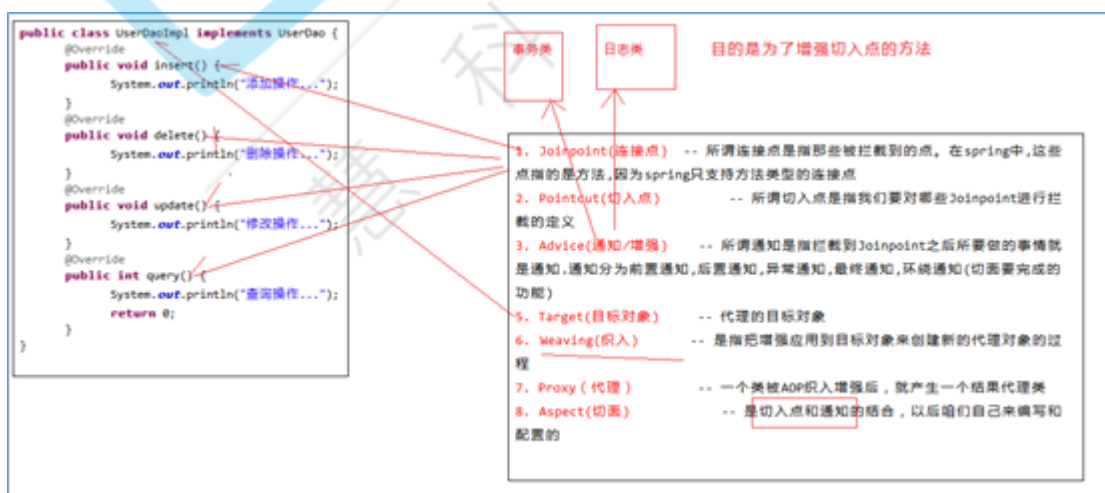 public class UserDaoImpl implements UserDao {
@Override
public void insert() {
System.out.println("添加操作...");
}
@Override
public void delete() {
System.out.println("删除操作...");
}
@Override
public void update() {
System.out.println("修改操作...");
}
@Override
public int query() {
System.out.println("查询操作...");
return 0;
}
}
事务类
日志类
目的是为了增强切入点的方法
1. Joinpoint(连接点) -- 所谓连接点是指那些被拦截到的点。在spring中,这些
点指的是方法,因为spring只支持方法类型的连接点
2. Pointcut(切入点) -- 所谓切入点是指我们要对哪些Joinpoint进行拦
截的定义
3. Advice(通知/增强) -- 所谓通知是指拦截到Joinpoint之后所要做的事情就
是通知.通知分为前置通知,后置通知,异常通知,最终通知,环绕通知(切面要完成的
功能)
5. Target(目标对象) -- 代理的目标对象
6. Weaving(织入) -- 是指把增强应用到目标对象来创建新的代理对象的过
程
7. Proxy（代理） -- 一个类被AOP织入增强后，就产生一个结果代理类
8. Aspect(切面) -- 是切入点和通知的结合，以后咱们自己来编写和
配置的
慧 科